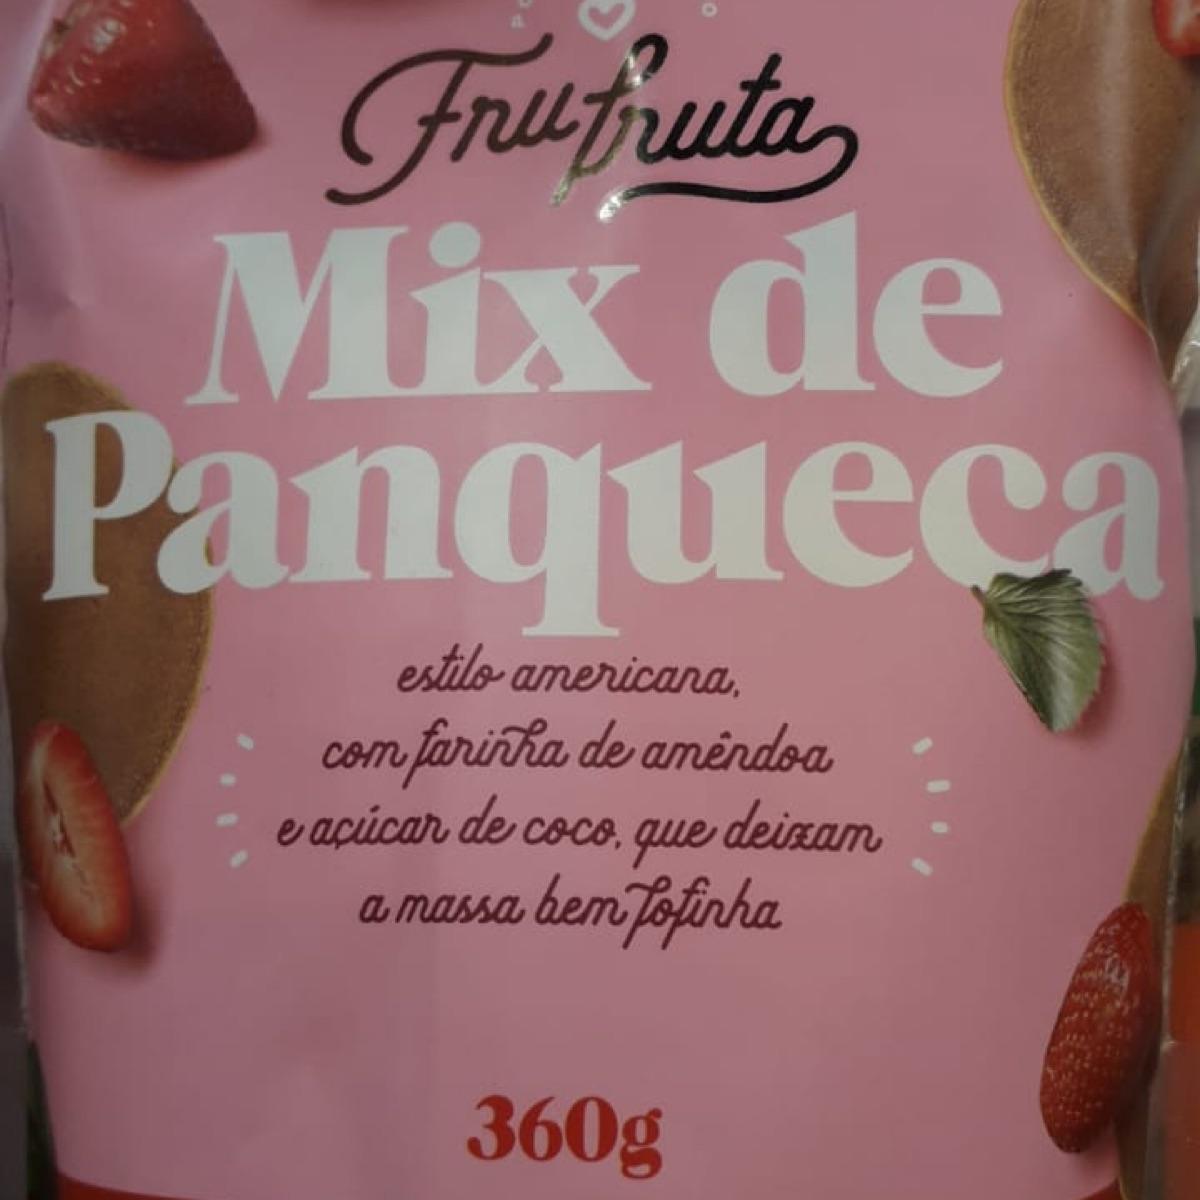 Frufruta
Mix de
Panqueca
estilo americana,
com farinha de amêndoa
e açúcar de coco, que deixam
a massa bem fofinha
360g